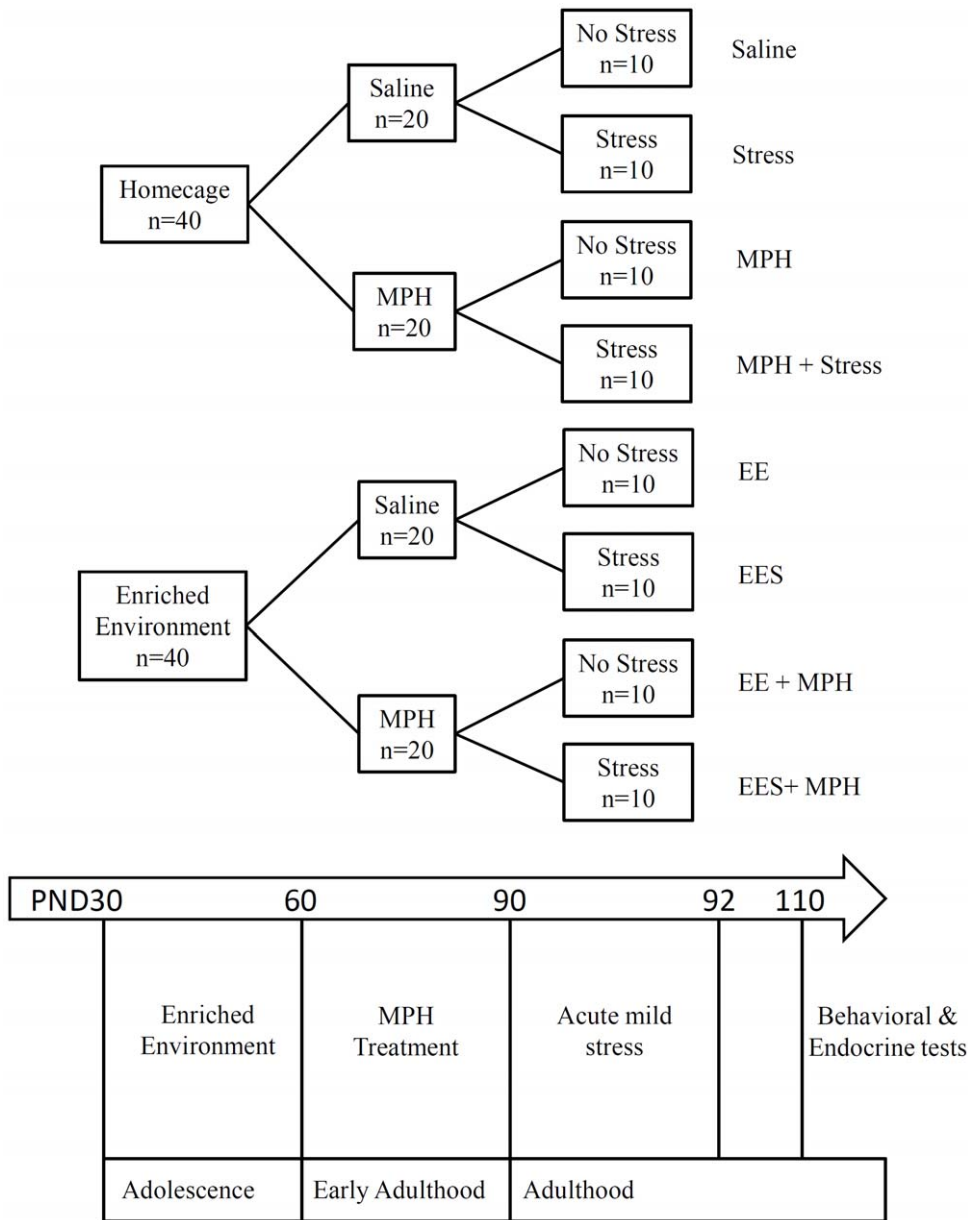 No Stress
n=10
Saline
Saline
n=20
Stress
n=10
Stress
Homecage
n=40
No Stress
n=10
MPH
MPH
n=20
Stress
n=10
MPH + Stress
No Stress
n=10
EE
Saline
n=20
Stress
n=10
EES
Enriched
Environment
n=40
No Stress
n=10
EE + MPH
MPH
n=20
Stress
n=10
EES+ MPH
PND30 60 90 92 110
Enriched
Environment
MPH
Treatment
Acute mild
stress
Behavioral &
Endocrine tests
Adolescence
Early Adulthood
Adulthood